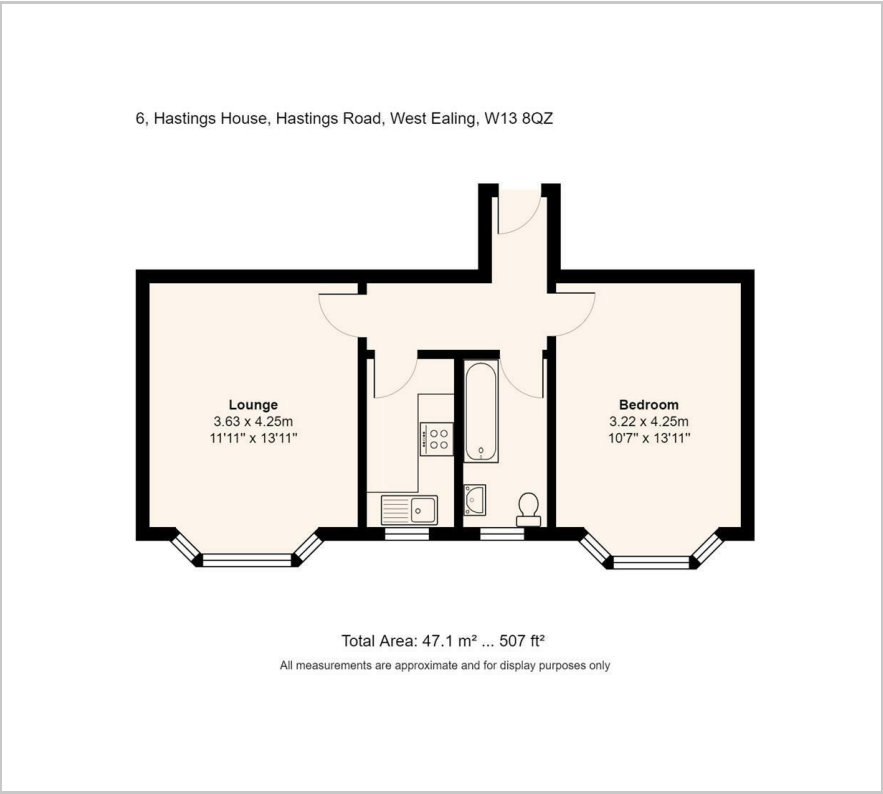 6, Hastings House, Hastings Road, West Ealing, W13 8QZ
Lounge
3.63 x 4.25m
11'11" x 13'11"
Bedroom
3.22 x 4.25m
10'7" x 13'11"
Total Area: 47.1 m² ... 507 ft²
All measurements are approximate and for display purposes only